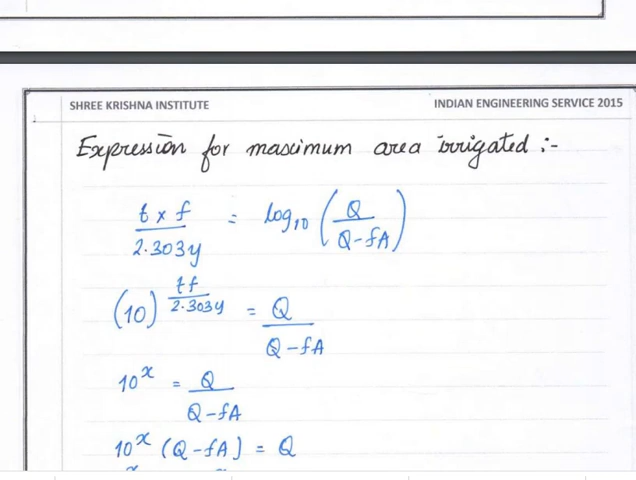 SHREE KRISHNA INSTITUTE INDIAN ENGINEERING SERVICE 2015
Expression for maximum area irrigated :-
t x f / 2.303y = log₁₀ (Q / Q-fA)
(10)^(tf / 2.303y) = Q / Q-fA
10^x = Q / Q-fA
10^x (Q-fA) = Q